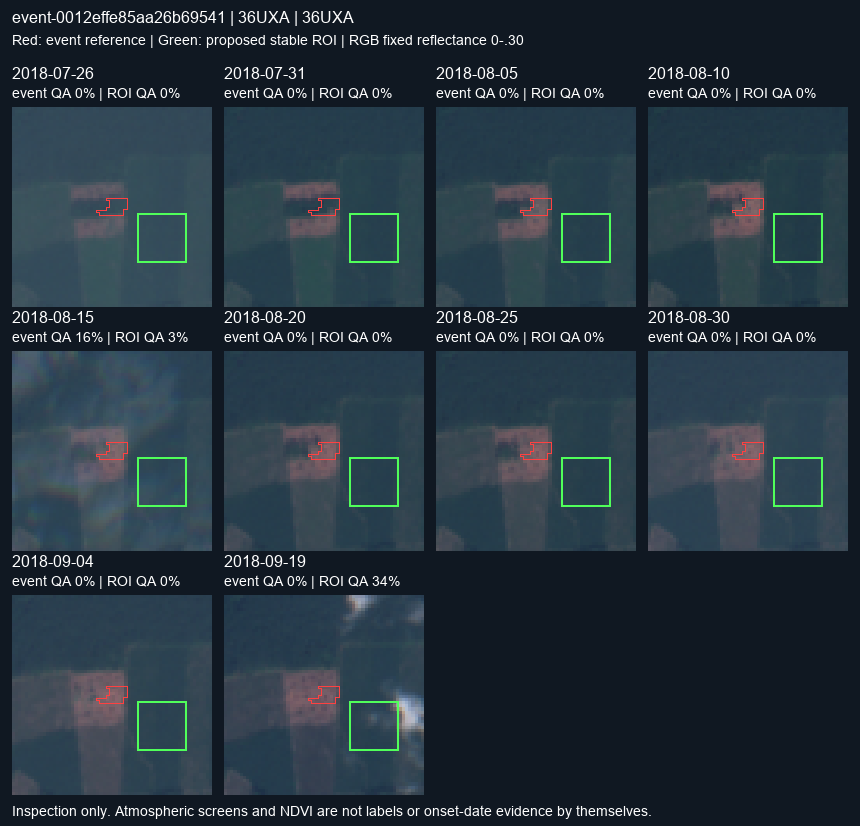 event-0012effe85aa26b69541 | 36UXA | 36UXA
Red: event reference | Green: proposed stable ROI | RGB fixed reflectance 0-.30
2018-07-26
event QA 0% | ROI QA 0%
2018-07-31
event QA 0% | ROI QA 0%
2018-08-05
event QA 0% | ROI QA 0%
2018-08-10
event QA 0% | ROI QA 0%
2018-08-15
event QA 16% | ROI QA 3%
2018-08-20
event QA 0% | ROI QA 0%
2018-08-25
event QA 0% | ROI QA 0%
2018-08-30
event QA 0% | ROI QA 0%
2018-09-04
event QA 0% | ROI QA 0%
2018-09-19
event QA 0% | ROI QA 34%
Inspection only. Atmospheric screens and NDVI are not labels or onset-date evidence by themselves.